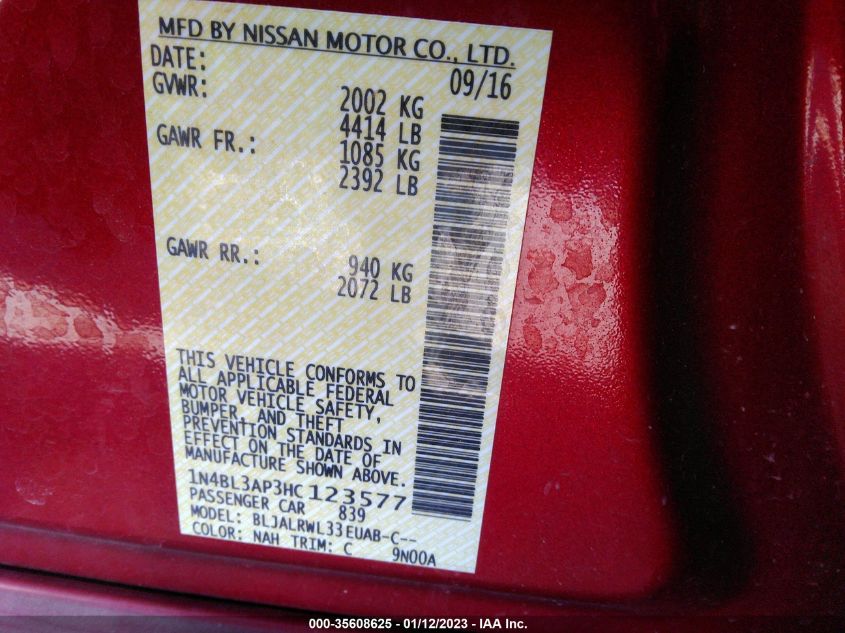 MFD BY NISSAN MOTOR CO., LTD.
DATE: 09/16
GVWR: 2002 KG
4414 LB
GAWR FR.: 1085 KG
2392 LB
GAWR RR.: 940 KG
2072 LB
THIS VEHICLE CONFORMS TO
ALL APPLICABLE FEDERAL
MOTOR VEHICLE SAFETY,
BUMPER, AND THEFT
PREVENTION STANDARDS IN
EFFECT ON THE DATE OF
MANUFACTURE SHOWN ABOVE.
1N4BL3AP3HC123577
PASSENGER CAR 839
MODEL: BLJALRWL33EUAB-C--
COLOR: NAH TRIM: C 9N00A
000-35608625 - 01/12/2023 - IAA Inc.